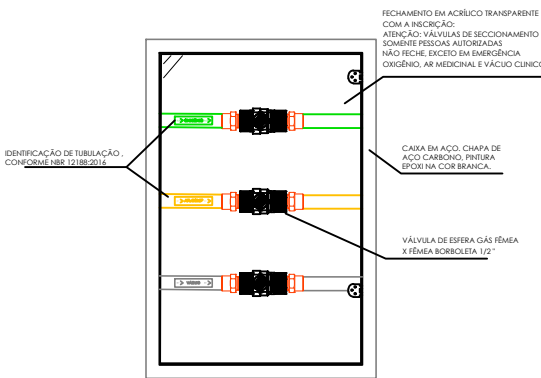 FECHAMENTO EM ACRÍLICO TRANSPARENTE
COM A INSCRIÇÃO:
ATENÇÃO: VÁLVULAS DE SECCIONAMENTO
SOMENTE PESSOAS AUTORIZADAS
NÃO FECHE, EXCETO EM EMERGÊNCIA
OXIGÊNIO, AR MEDICINAL E VÁCUO CLINICO
IDENTIFICAÇÃO DE TUBULAÇÃO ,
CONFORME NBR 12188:2016
CAIXA EM AÇO. CHAPA DE
AÇO CARBONO, PINTURA
EPOXI NA COR BRANCA.
VÁLVULA DE ESFERA GÁS FÊMEA
X FÊMEA BORBOLETA 1/2"